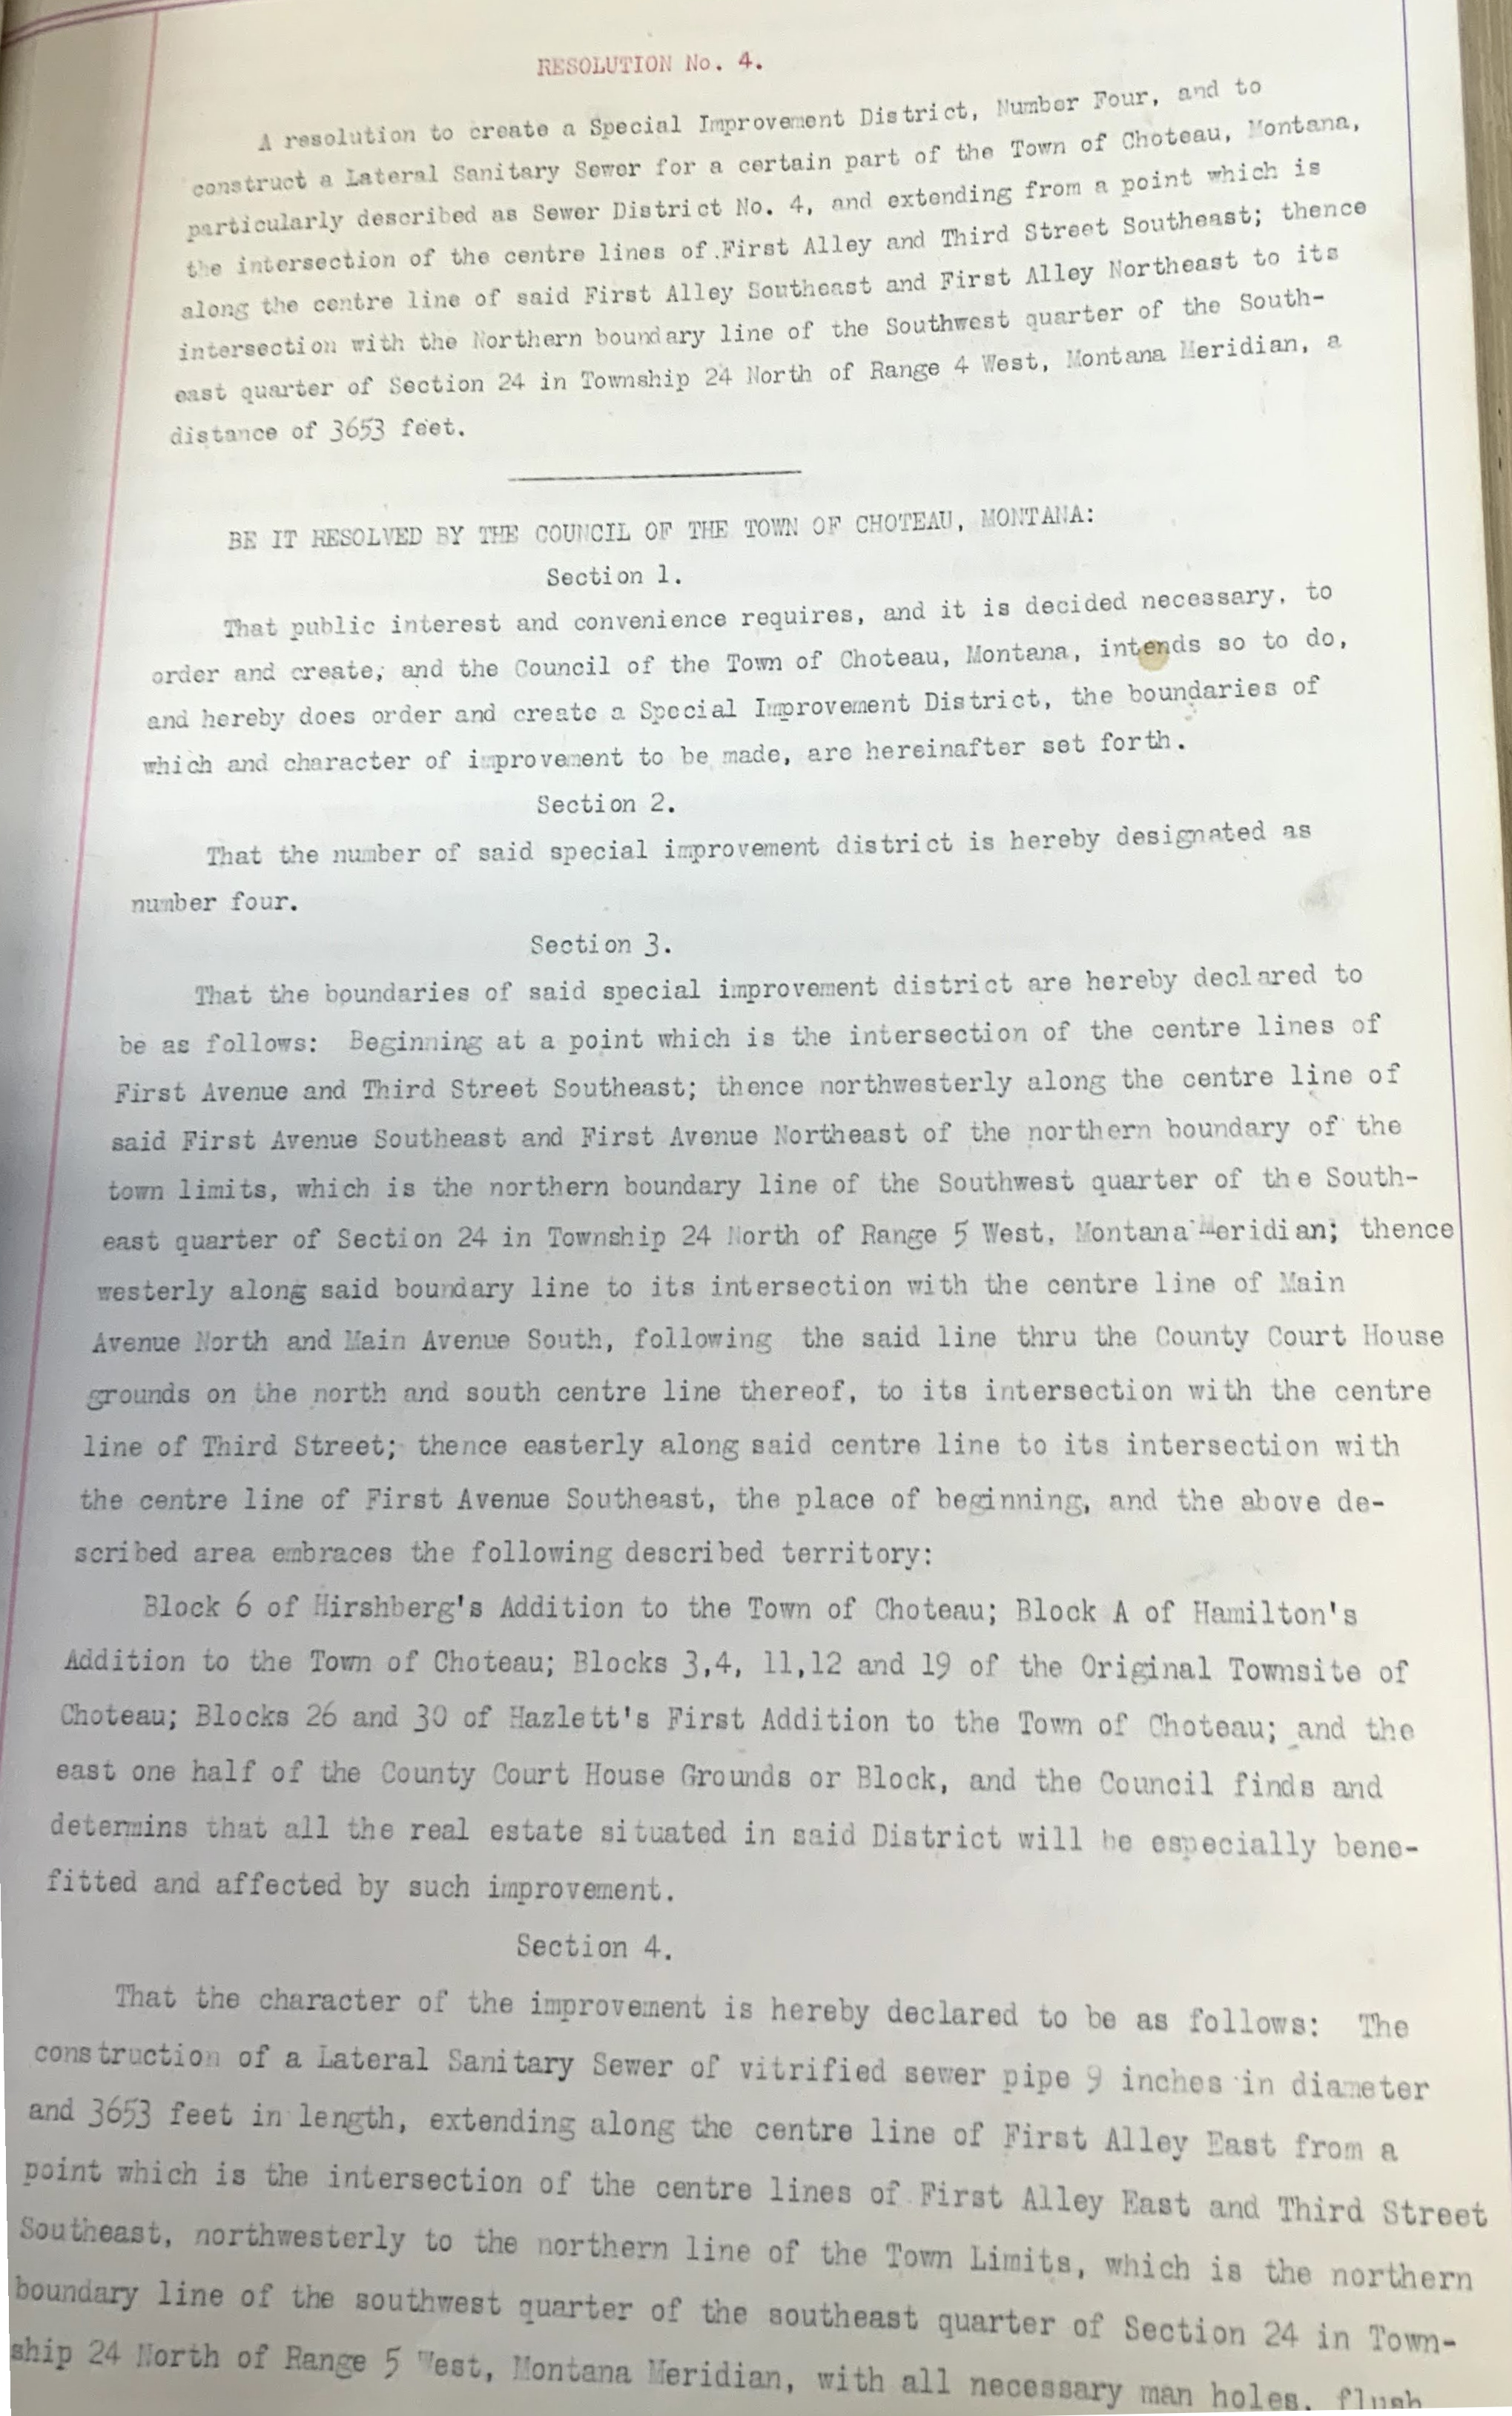 RESOLUTION No. 4.
A resolution to create a Special Improvement District, Number Four, and to
construct a Lateral Sanitary Sewer for a certain part of the Town of Choteau, Montana,
particularly described as Sewer District No. 4, and extending from a point which is
the intersection of the centre lines of.First Alley and Third Street Southeast; thence
along the centre line of said First Alley Southeast and First Alley Northeast to its
intersection with the Northern boundary line of the Southwest quarter of the South-
east quarter of Section 24 in Township 24 North of Range 4 West, Montana Meridian, a
distance of 3653 feet.
BE IT RESOLVED BY THE COUNCIL OF THE TOWN OF CHOTEAU, MONTANA:
Section 1.
That public interest and convenience requires, and it is decided necessary, to
order and create, and the Council of the Town of Choteau, Montana, intends so to do,
and hereby does order and create a Special Improvement District, the boundaries of
which and character of improvement to be made, are hereinafter set forth.
Section 2.
That the number of said special improvement district is hereby designated as
number four.
Section 3.
That the boundaries of said special improvement district are hereby declared to
be as follows: Beginning at a point which is the intersection of the centre lines of
First Avenue and Third Street Southeast; thence northwesterly along the centre line of
said First Avenue Southeast and First Avenue Northeast of the northern boundary of the
town limits, which is the northern boundary line of the Southwest quarter of the South-
east quarter of Section 24 in Township 24 North of Range 5 West, Montana Meridian; thence
westerly along said boundary line to its intersection with the centre line of Main
Avenue North and Main Avenue South, following the said line thru the County Court House
grounds on the north and south centre line thereof, to its intersection with the centre
line of Third Street; thence easterly along said centre line to its intersection with
the centre line of First Avenue Southeast, the place of beginning, and the above de-
scribed area embraces the following described territory:
Block 6 of Hirshberg's Addition to the Town of Choteau; Block A of Hamilton's
Addition to the Town of Choteau; Blocks 3,4, 11,12 and 19 of the Original Townsite of
Choteau; Blocks 26 and 30 of Hazlett's First Addition to the Town of Choteau; and the
east one half of the County Court House Grounds or Block, and the Council finds and
determins that all the real estate situated in said District will be especially bene-
fitted and affected by such improvement.
Section 4.
That the character of the improvement is hereby declared to be as follows: The
construction of a Lateral Sanitary Sewer of vitrified sewer pipe 9 inches in diameter
and 3653 feet in length, extending along the centre line of First Alley East from a
point which is the intersection of the centre lines of First Alley East and Third Street
Southeast, northwesterly to the northern line of the Town Limits, which is the northern
boundary line of the southwest quarter of the southeast quarter of Section 24 in Town-
ship 24 North of Range 5 West, Montana Meridian, with all necessary man holes, flush